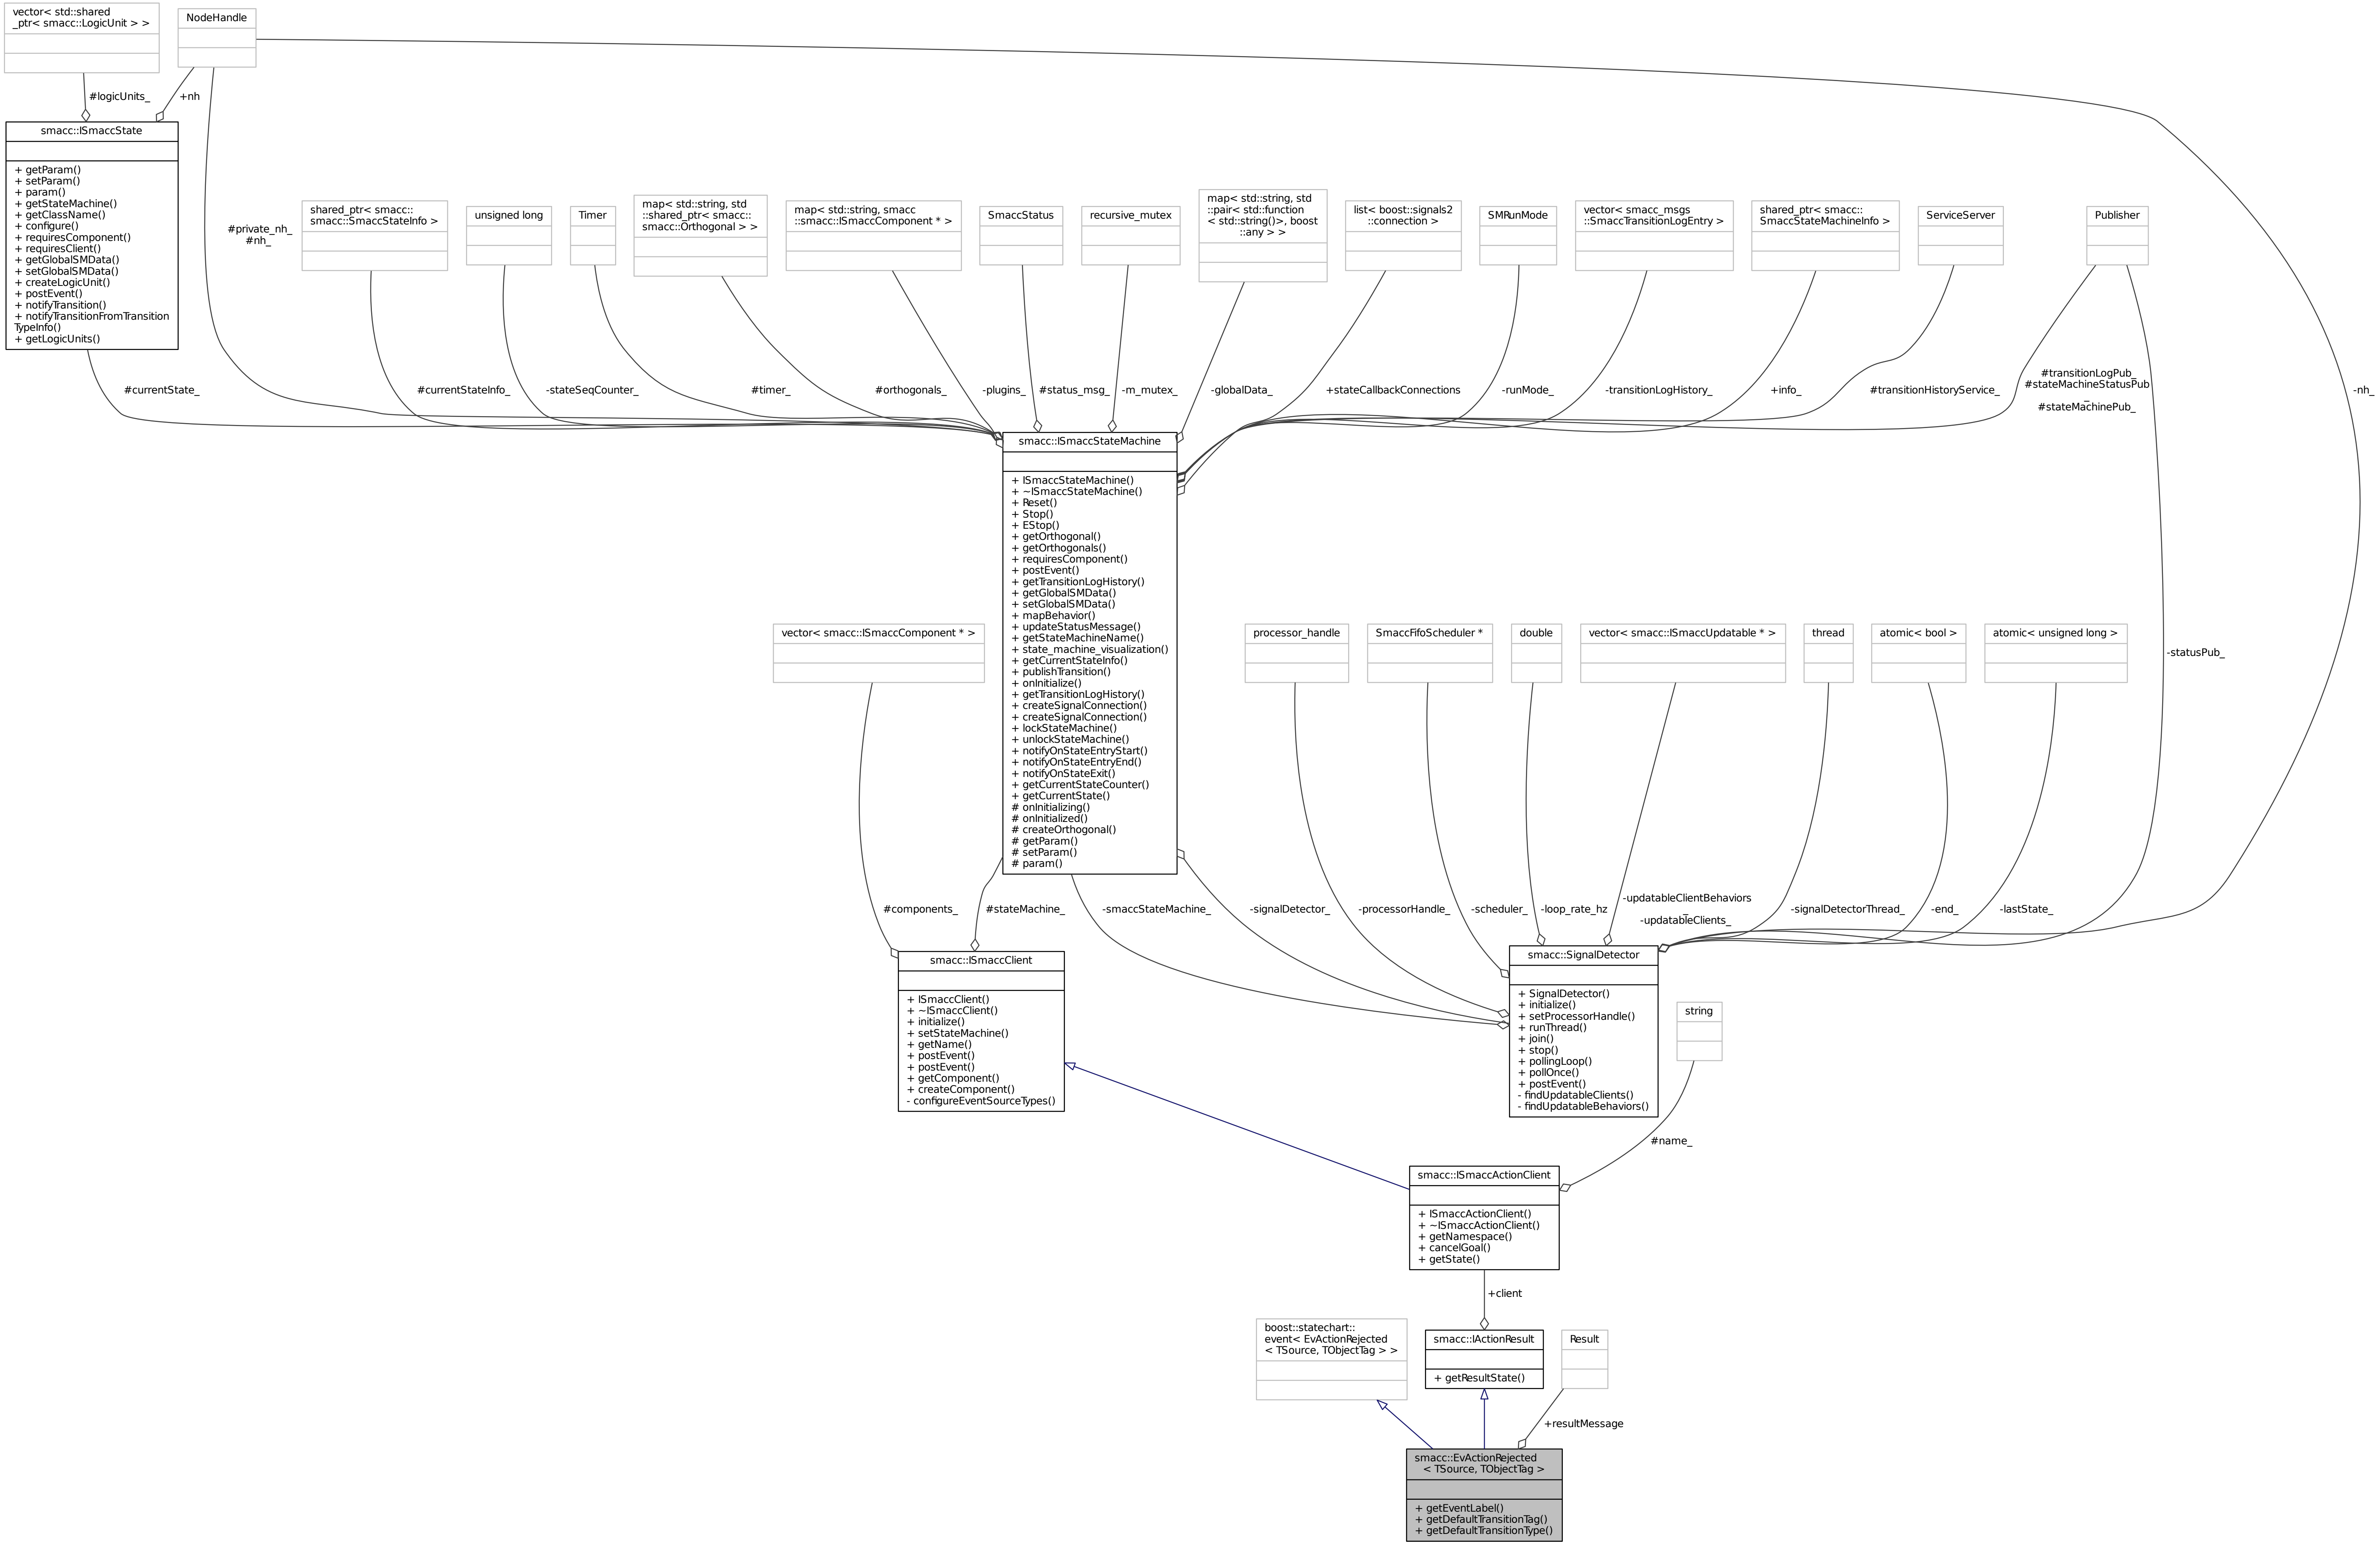 vector< std::shared
_ptr< smacc::LogicUnit > >
NodeHandle
#logicUnits_
+nh
smacc::ISmaccState
+ getParam()
+ setParam()
+ param()
+ getStateMachine()
+ getClassName()
+ configure()
+ requiresComponent()
+ requiresClient()
+ getGlobalSMData()
+ setGlobalSMData()
+ createLogicUnit()
+ postEvent()
+ notifyTransition()
+ notifyTransitionFromTransition
TypeInfo()
+ getLogicUnits()
#private_nh_
#nh_
shared_ptr< smacc::
smacc::SmaccStateInfo >
unsigned long
Timer
map< std::string, std
::shared_ptr< smacc::
smacc::Orthogonal > >
map< std::string, smacc
::smacc::ISmaccComponent * >
SmaccStatus
recursive_mutex
map< std::string, std
::pair< std::function
< std::string()>, boost
::any > >
list< boost::signals2
::connection >
SMRunMode
vector< smacc_msgs
::SmaccTransitionLogEntry >
shared_ptr< smacc::
SmaccStateMachineInfo >
ServiceServer
Publisher
#currentState_
#currentStateInfo_
-stateSeqCounter_
#timer_
#orthogonals_
-plugins_
#status_msg_
-m_mutex_
-globalData_
+stateCallbackConnections
-runMode_
-transitionLogHistory_
+info_
#transitionHistoryService_
#transitionLogPub_
#stateMachineStatusPub
_
#stateMachinePub_
-nh_
smacc::ISmaccStateMachine
+ ISmaccStateMachine()
+ ~ISmaccStateMachine()
+ Reset()
+ Stop()
+ EStop()
+ getOrthogonal()
+ getOrthogonals()
+ requiresComponent()
+ postEvent()
+ getTransitionLogHistory()
+ getGlobalSMData()
+ setGlobalSMData()
+ mapBehavior()
+ updateStatusMessage()
+ getStateMachineName()
+ state_machine_visualization()
+ getCurrentStateInfo()
+ publishTransition()
+ onInitialize()
+ getTransitionLogHistory()
+ createSignalConnection()
+ createSignalConnection()
+ lockStateMachine()
+ unlockStateMachine()
+ notifyOnStateEntryStart()
+ notifyOnStateEntryEnd()
+ notifyOnStateExit()
+ getCurrentStateCounter()
+ getCurrentState()
# onInitializing()
# onInitialized()
# createOrthogonal()
# getParam()
# setParam()
# param()
vector< smacc::ISmaccComponent * >
processor_handle
SmaccFifoScheduler *
double
vector< smacc::ISmaccUpdatable * >
thread
atomic< bool >
atomic< unsigned long >
-statusPub_
#components_
#stateMachine_
-smaccStateMachine_
-signalDetector_
-processorHandle_
-scheduler_
-loop_rate_hz
-updatableClientBehaviors
_
-updatableClients_
-signalDetectorThread_
-end_
-lastState_
smacc::ISmaccClient
+ ISmaccClient()
+ ~ISmaccClient()
+ initialize()
+ setStateMachine()
+ getName()
+ postEvent()
+ postEvent()
+ getComponent()
+ createComponent()
- configureEventSourceTypes()
smacc::SignalDetector
+ SignalDetector()
+ initialize()
+ setProcessorHandle()
+ runThread()
+ join()
+ stop()
+ pollingLoop()
+ pollOnce()
+ postEvent()
- findUpdatableClients()
- findUpdatableBehaviors()
string
#name_
smacc::ISmaccActionClient
+ ISmaccActionClient()
+ ~ISmaccActionClient()
+ getNamespace()
+ cancelGoal()
+ getState()
+client
boost::statechart::
event< EvActionRejected
< TSource, TObjectTag > >
smacc::IActionResult
+ getResultState()
Result
+resultMessage
smacc::EvActionRejected
< TSource, TObjectTag >
+ getEventLabel()
+ getDefaultTransitionTag()
+ getDefaultTransitionType()